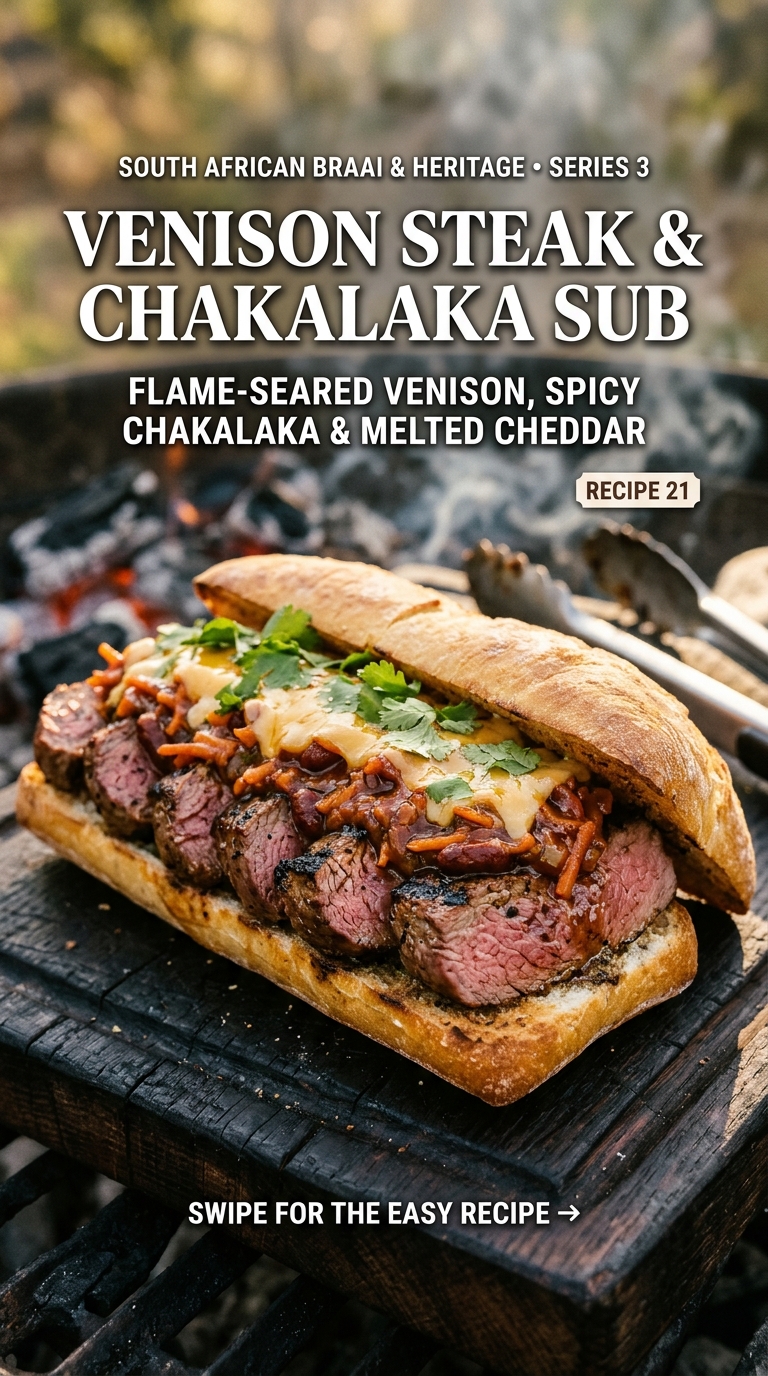 SOUTH AFRICAN BRAAI & HERITAGE • SERIES 3
VENISON STEAK &
CHAKALAKA SUB
FLAME-SEARED VENISON, SPICY
CHAKALAKA & MELTED CHEDDAR
RECIPE 21
SWIPE FOR THE EASY RECIPE →